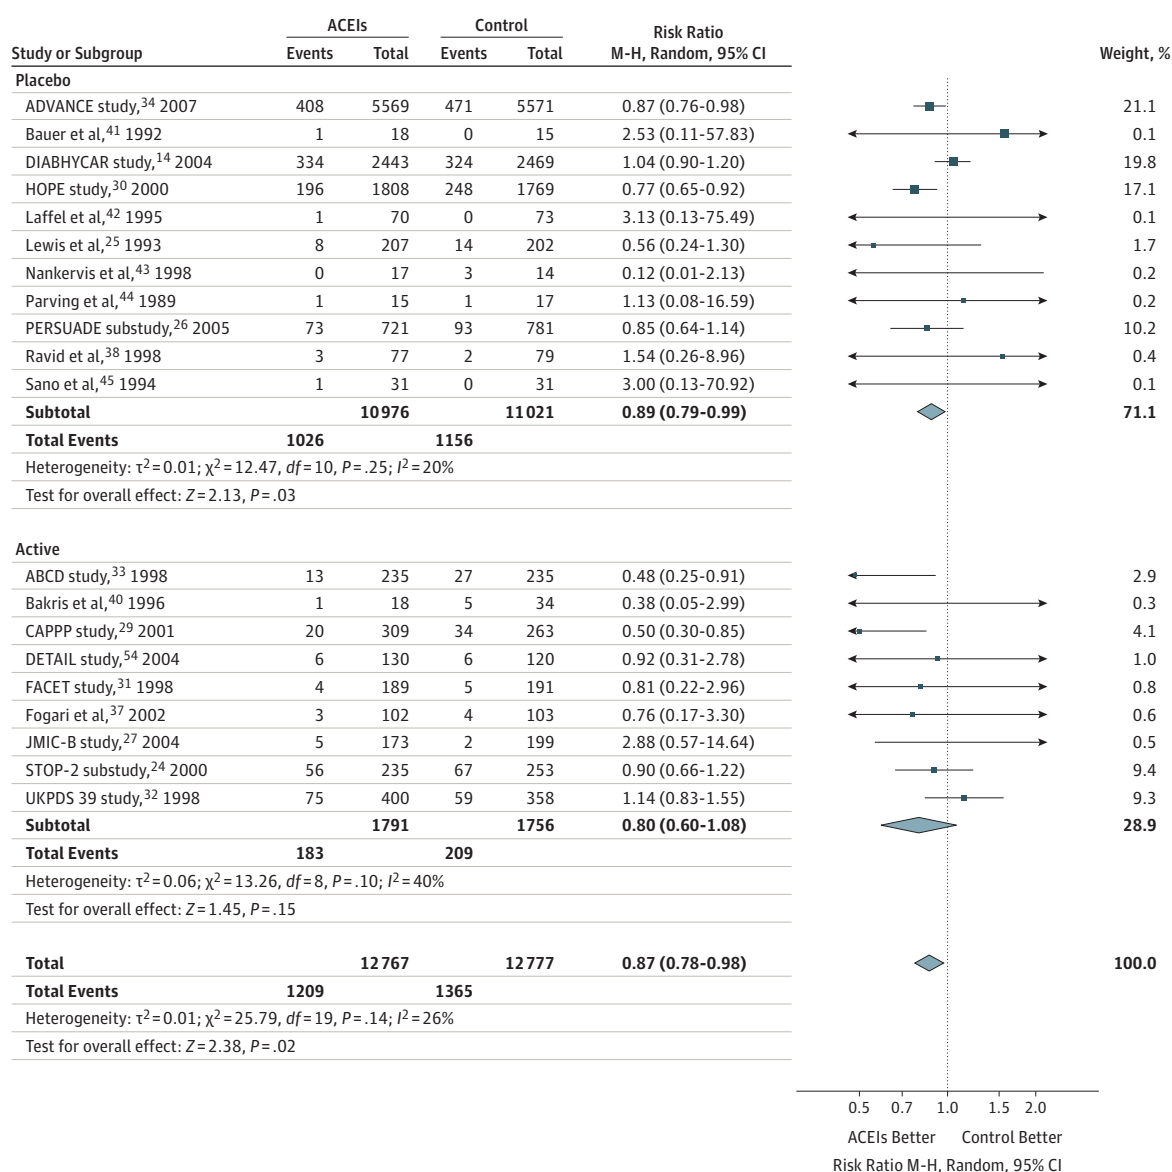 ACEIs Control
Risk Ratio
Study or Subgroup Events Total Events Total M-H, Random, 95% CI Weight, %
Placebo
ADVANCE study,34 2007 408 5569 471 5571 0.87 (0.76-0.98) 21.1
Bauer et al,41 1992 1 18 0 15 2.53 (0.11-57.83) 0.1
DIABHYCAR study,14 2004 334 2443 324 2469 1.04 (0.90-1.20) 19.8
HOPE study,30 2000 196 1808 248 1769 0.77 (0.65-0.92) 17.1
Laffel et al,42 1995 1 70 0 73 3.13 (0.13-75.49) 0.1
Lewis et al,25 1993 8 207 14 202 0.56 (0.24-1.30) 1.7
Nankervis et al,43 1998 0 17 3 14 0.12 (0.01-2.13) 0.2
Parving et al,44 1989 1 15 1 17 1.13 (0.08-16.59) 0.2
PERSUADE substudy,26 2005 73 721 93 781 0.85 (0.64-1.14) 10.2
Ravid et al,38 1998 3 77 2 79 1.54 (0.26-8.96) 0.4
Sano et al,45 1994 1 31 0 31 3.00 (0.13-70.92) 0.1
Subtotal 10976 11021 0.89 (0.79-0.99) 71.1
Total Events 1026 1156
Heterogeneity: τ2=0.01; χ2=12.47, df=10, P=.25; I2=20%
Test for overall effect: Z=2.13, P=.03
Active
ABCD study,33 1998 13 235 27 235 0.48 (0.25-0.91) 2.9
Bakris et al,40 1996 1 18 5 34 0.38 (0.05-2.99) 0.3
CAPPP study,29 2001 20 309 34 263 0.50 (0.30-0.85) 4.1
DETAIL study,54 2004 6 130 6 120 0.92 (0.31-2.78) 1.0
FACET study,31 1998 4 189 5 191 0.81 (0.22-2.96) 0.8
Fogari et al,37 2002 3 102 4 103 0.76 (0.17-3.30) 0.6
JMIC-B study,27 2004 5 173 2 199 2.88 (0.57-14.64) 0.5
STOP-2 substudy,24 2000 56 235 67 253 0.90 (0.66-1.22) 9.4
UKPDS 39 study,32 1998 75 400 59 358 1.14 (0.83-1.55) 9.3
Subtotal 1791 1756 0.80 (0.60-1.08) 28.9
Total Events 183 209
Heterogeneity: τ2=0.06; χ2=13.26, df=8, P=.10; I2=40%
Test for overall effect: Z=1.45, P=.15
Total 12767 12777 0.87 (0.78-0.98) 100.0
Total Events 1209 1365
Heterogeneity: τ2=0.01; χ2=25.79, df=19, P=.14; I2=26%
Test for overall effect: Z=2.38, P=.02
0.5 0.7 1.0 1.5 2.0
ACEIs Better Control Better
Risk Ratio M-H, Random, 95% CI